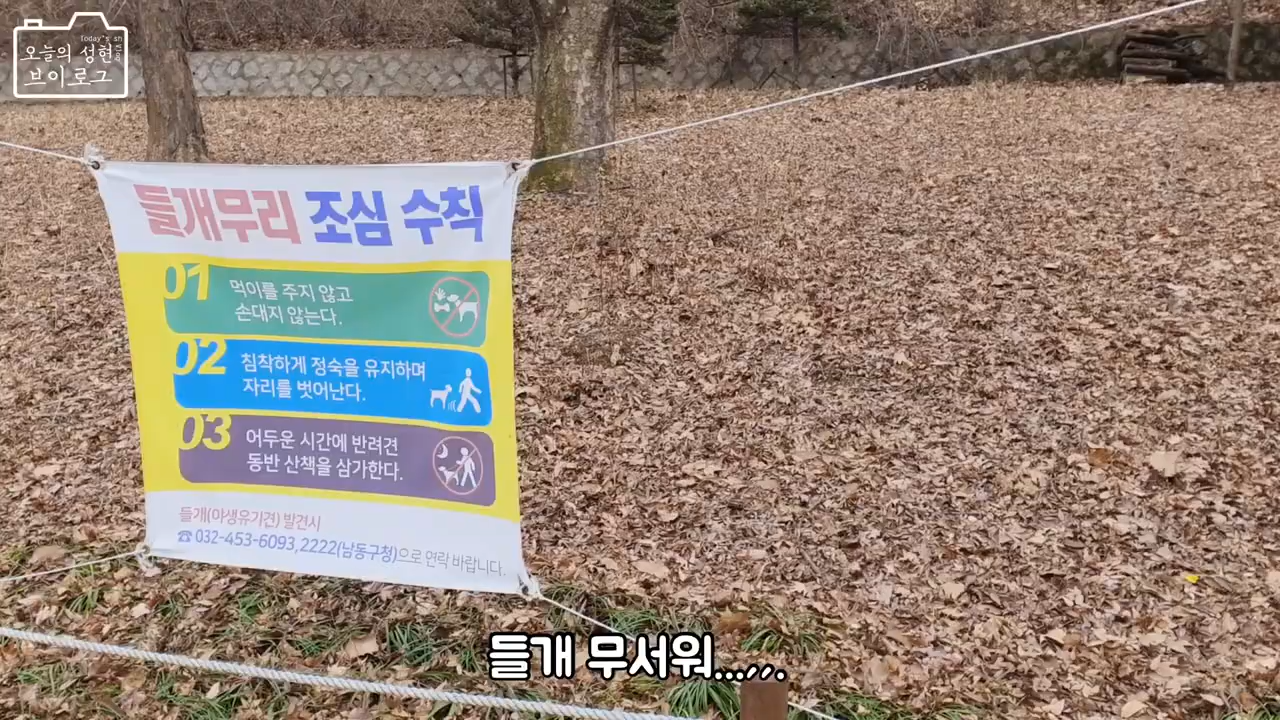 Today's sh
오늘의 성현
브이로그
들개무리 조심 수칙
01
먹이를 주지 않고
손대지 않는다.
02
침착하게 정숙을 유지하며
자리를 벗어난다.
03
어두운 시간에 반려견
동반 산책을 삼가한다.
들개(야생유기견) 발견시
☎ 032-453-6093, 2222(남동구청)으로 연락 바랍니다.
들개 무서워...,,.